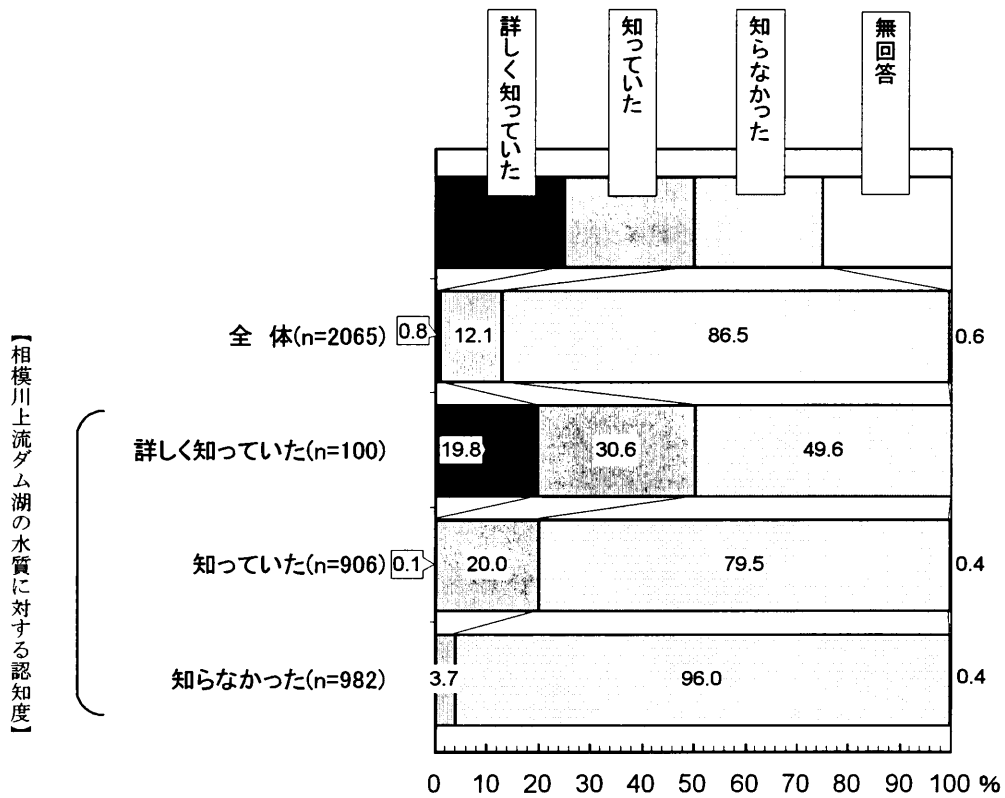 詳しく知っていた
知っていた
知らなかった
無回答
全 体(n=2065)
0.8
12.1
86.5
0.6
詳しく知っていた(n=100)
19.8
30.6
49.6
知っていた(n=906)
0.1
20.0
79.5
0.4
知らなかった(n=982)
3.7
96.0
0.4
【相模川上流ダム湖の水質に対する認知度】
0 10 20 30 40 50 60 70 80 90 100 %